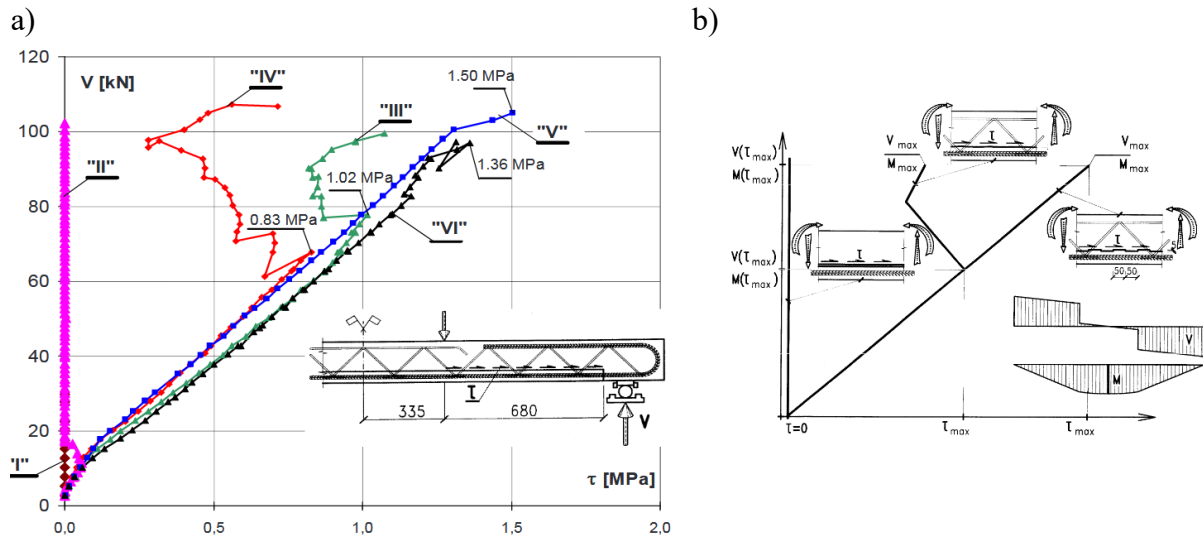 a)
b)
120
100
80
60
40
20
0
V [kN]
"IV"
"III"
1.50 MPa
"V"
"II"
1.36 MPa
1.02 MPa
0.83 MPa
"VI"
"I"
τ
335
680
V
τ [MPa]
0,0
0,5
1,0
1,5
2,0
V(τmax)
M(τmax)
V(τmax)
M(τmax)
Vmax
Mmax
Vmax
Mmax
τ
τ
τ
50 50
V
M
τ=0
τmax
τmax